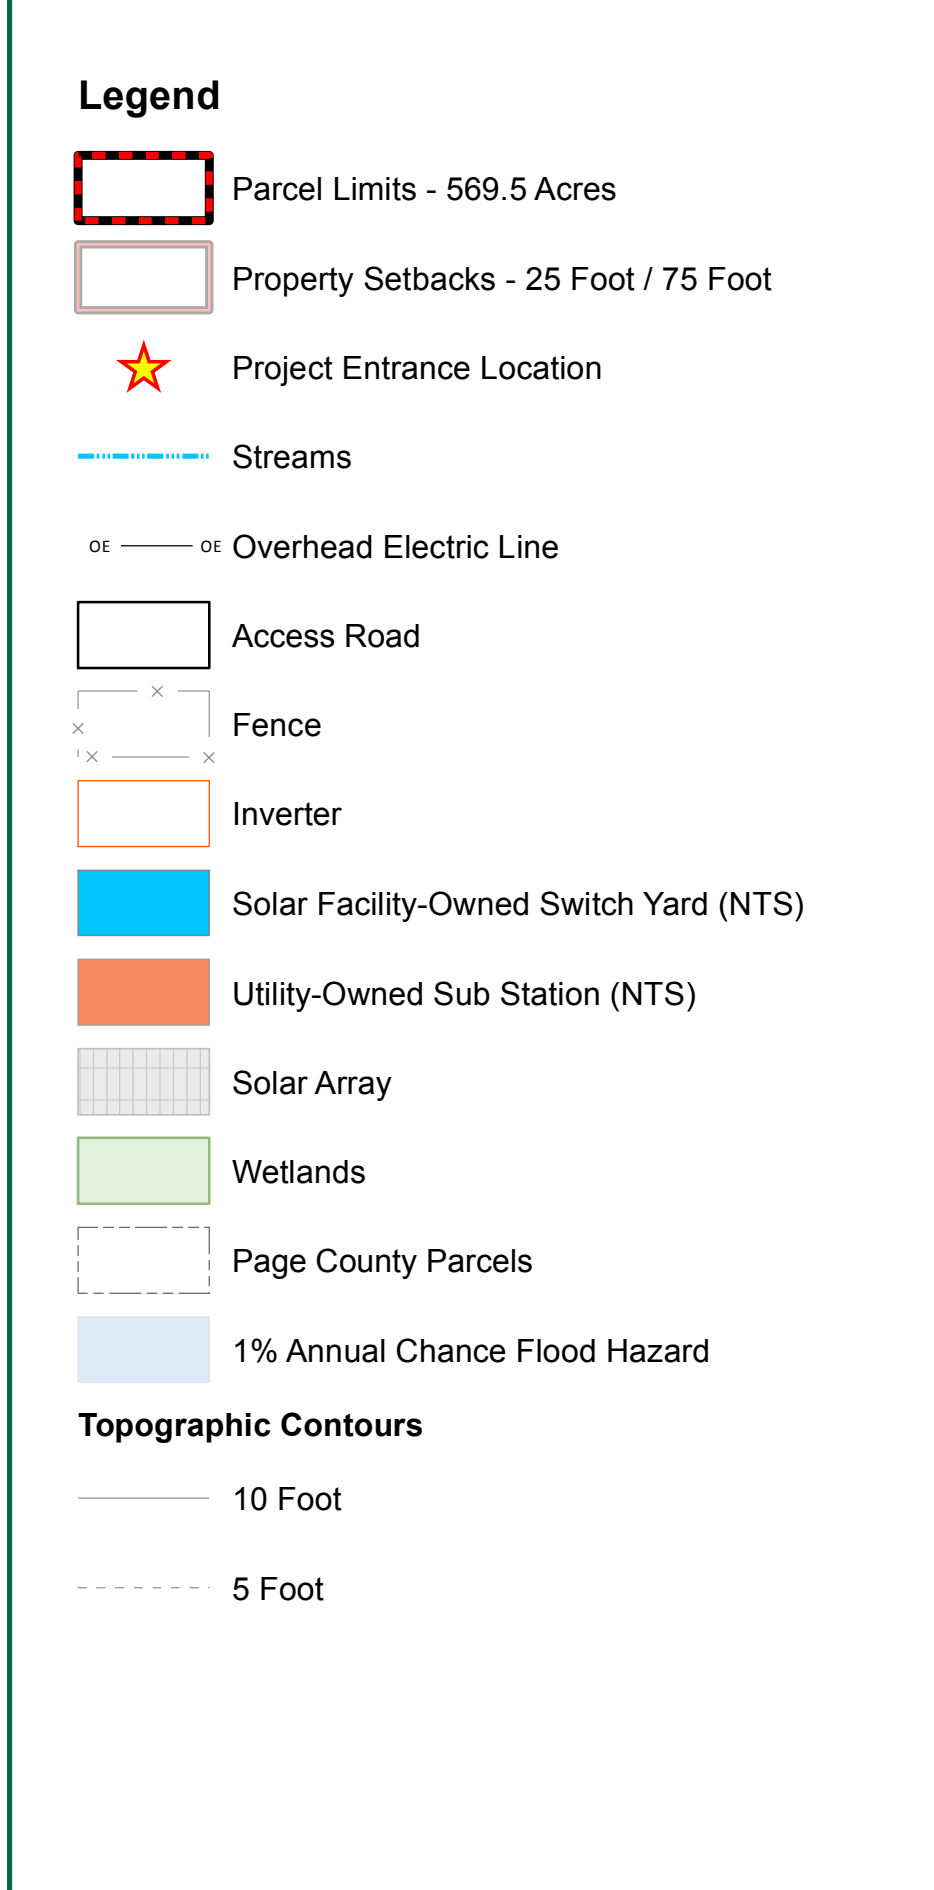 Legend
Parcel Limits - 569.5 Acres
Property Setbacks - 25 Foot / 75 Foot
Project Entrance Location
Streams
OE OE Overhead Electric Line
Access Road
Fence
Inverter
Solar Facility-Owned Switch Yard (NTS)
Utility-Owned Sub Station (NTS)
Solar Array
Wetlands
Page County Parcels
1% Annual Chance Flood Hazard
Topographic Contours
10 Foot
5 Foot